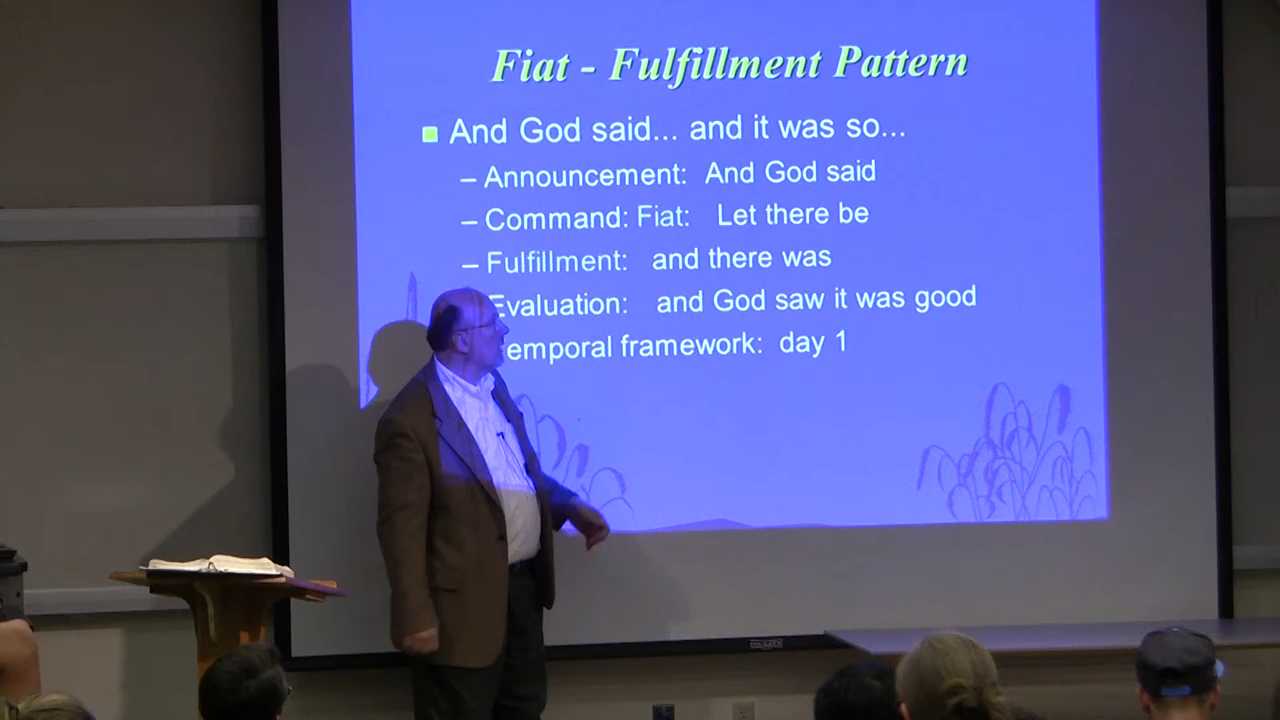 Fiat - Fulfillment Pattern
And God said... and it was so...
– Announcement: And God said
– Command: Fiat: Let there be
– Fulfillment: and there was
Evaluation: and God saw it was good
emporal framework: day 1